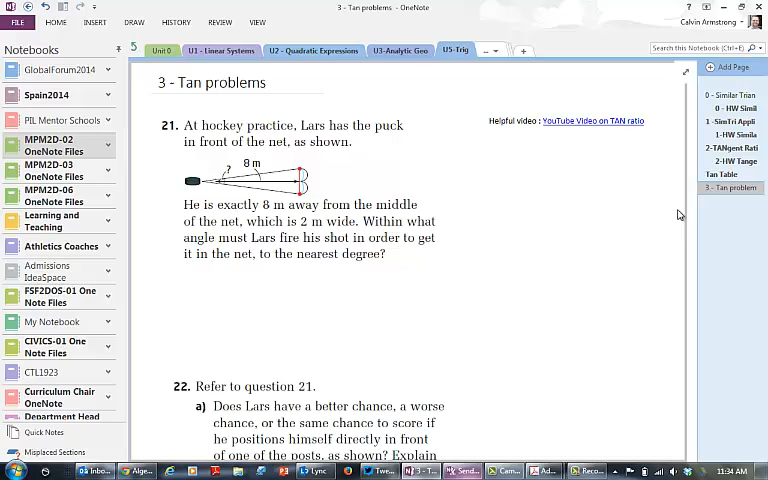 3 - Tan problems - OneNote
FILE HOME INSERT DRAW HISTORY REVIEW VIEW
Calvin Armstrong
Notebooks
GlobalForum2014
Spain2014
PIL Mentor Schools
MPM2D-02
OneNote Files
MPM2D-03
OneNote Files
MPM2D-06
OneNote Files
Learning and
Teaching
Athletics Coaches
Admissions
IdeaSpace
FSF2DOS-01 One
Note Files
My Notebook
CIVICS-01 One
Note Files
CTL1923
Curriculum Chair
OneNote
Department Head
Quick Notes
Misplaced Sections
5 Unit 0 U1 - Linear Systems U2 - Quadratic Expressions U3-Analytic Geo U5-Trig ... +
Search this Notebook (Ctrl+E)
3 - Tan problems
21. At hockey practice, Lars has the puck
in front of the net, as shown.
Helpful video : YouTube Video on TAN ratio
? 8 m
He is exactly 8 m away from the middle
of the net, which is 2 m wide. Within what
angle must Lars fire his shot in order to get
it in the net, to the nearest degree?
22. Refer to question 21.
a) Does Lars have a better chance, a worse
chance, or the same chance to score if
he positions himself directly in front
of one of the posts, as shown? Explain
Add Page
0 - Similar Trian
0 - HW Simil
1 -SimTri Appli
1-HW Simila
2-TANgent Rati
2-HW Tange
Tan Table
3 - Tan problem
Inbo...
Alge...
Lync
Twe...
3 - T...
Send...
Cam...
Ad...
Reco...
11:34 AM